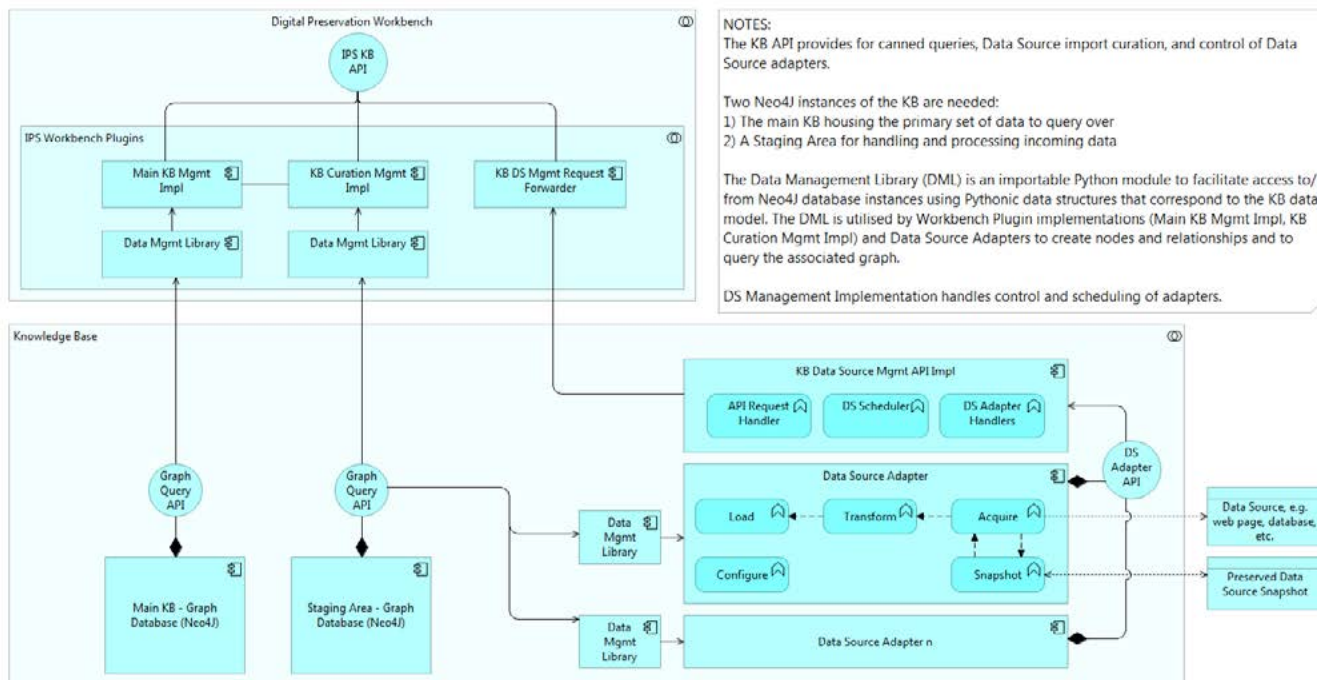 Digital Preservation Workbench
IPS KB
API
IPS Workbench Plugins
Main KB Mgmt
Impl
KB Curation Mgmt
Impl
KB DS Mgmt Request
Forwarder
Data Mgmt Library
Data Mgmt Library
NOTES:
The KB API provides for canned queries, Data Source import curation, and control of Data
Source adapters.
Two Neo4J instances of the KB are needed:
1) The main KB housing the primary set of data to query over
2) A Staging Area for handling and processing incoming data
The Data Management Library (DML) is an importable Python module to facilitate access to/
from Neo4J database instances using Pythonic data structures that correspond to the KB data
model. The DML is utilised by Workbench Plugin implementations (Main KB Mgmt Impl, KB
Curation Mgmt Impl) and Data Source Adapters to create nodes and relationships and to
query the associated graph.
DS Management Implementation handles control and scheduling of adapters.
Knowledge Base
KB Data Source Mgmt API Impl
API Request
Handler
DS Scheduler
DS Adapter
Handlers
Graph
Query
API
Graph
Query
API
DS
Adapter
API
Data Source Adapter
Load
Transform
Acquire
Configure
Snapshot
Data
Mgmt
Library
Data Source, e.g.
web page, database,
etc.
Preserved Data
Source Snapshot
Main KB - Graph
Database (Neo4J)
Staging Area - Graph
Database (Neo4J)
Data
Mgmt
Library
Data Source Adapter n